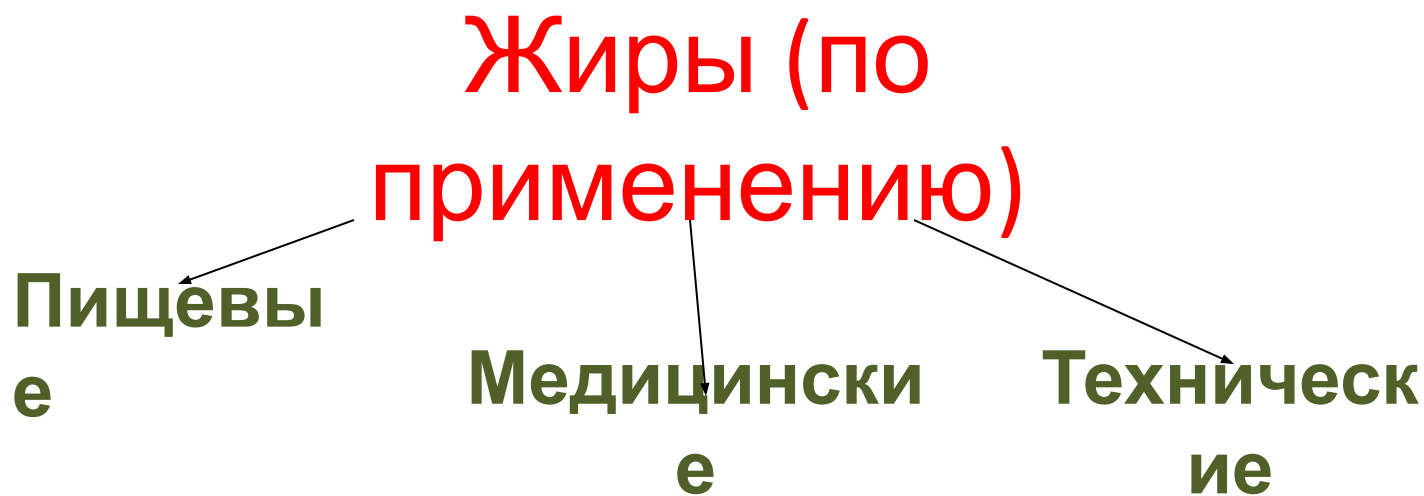 Жиры (по
применению)
Пищевы
е
Медицински
е
Техническ
ие